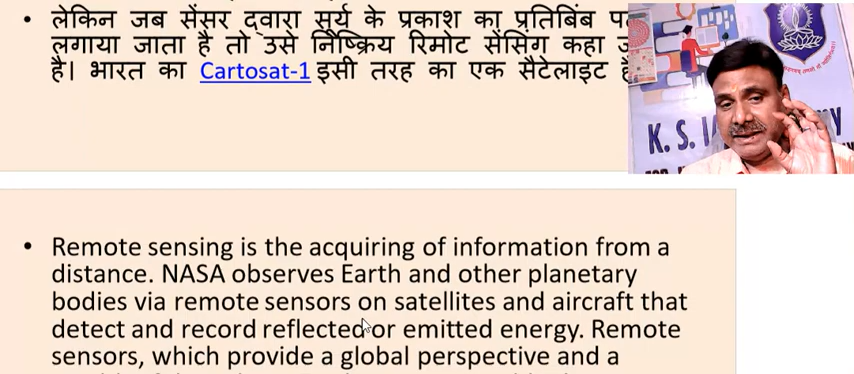 • लेकिन जब सेंसर द्वारा सूर्य के प्रकाश का प्रतिबिंब
लगाया जाता है तो उसे निष्क्रिय रिमोट सेंसिंग कहा
है। भारत का Cartosat-1 इसी तरह का एक सैटेलाइट
K. S.
• Remote sensing is the acquiring of information from a
distance. NASA observes Earth and other planetary
bodies via remote sensors on satellites and aircraft that
detect and record reflected or emitted energy. Remote
sensors, which provide a global perspective and a